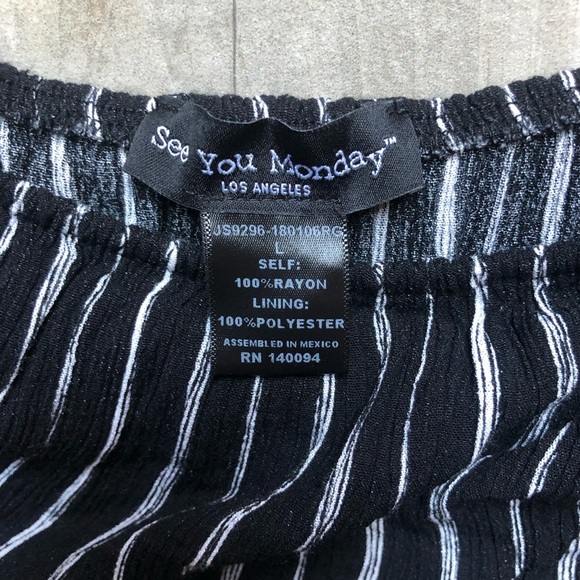 See You Monday™
LOS ANGELES
JS9296-180106RG
L
SELF:
100%RAYON
LINING:
100%POLYESTER
ASSEMBLED IN MEXICO
RN 140094